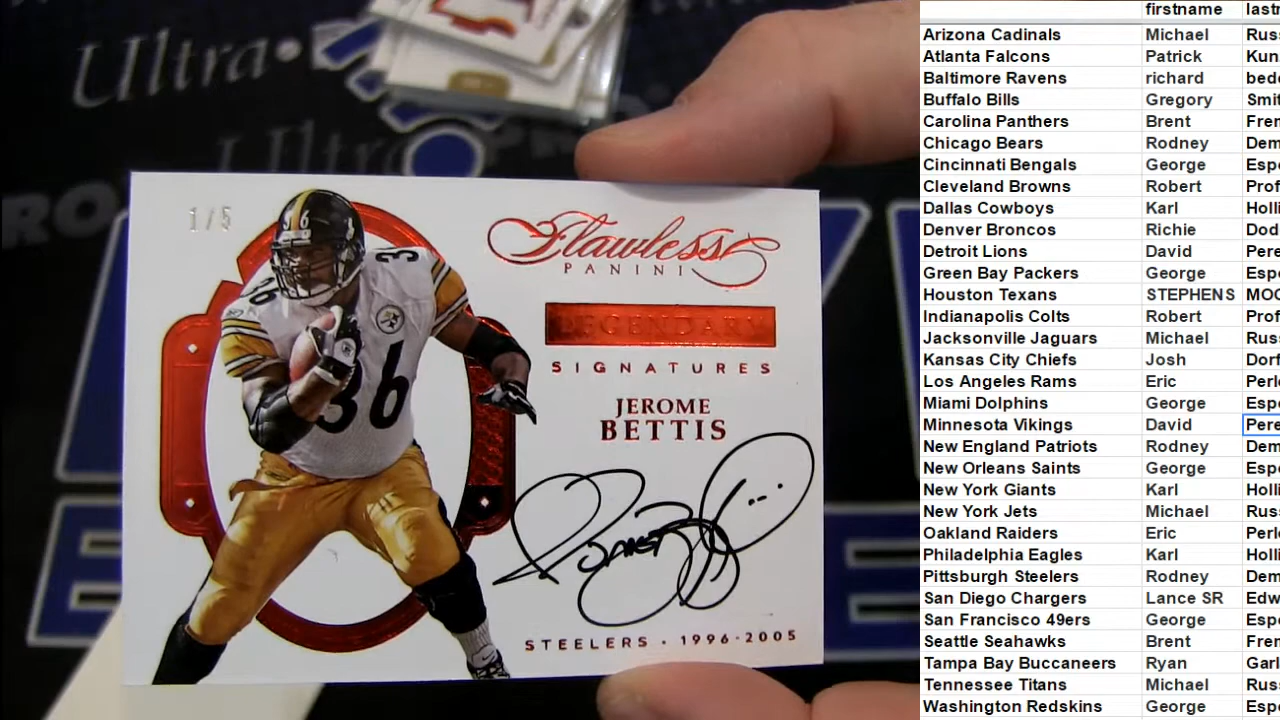 Ultra
Ultra
1/5
36
36
36
36
Flawless
PANINI
LEGENDARY
SIGNATURES
JEROME
BETTIS
STEELERS • 1996-2005
firstname
Arizona Cadinals Michael
Atlanta Falcons Patrick
Baltimore Ravens richard
Buffalo Bills Gregory
Carolina Panthers Brent
Chicago Bears Rodney
Cincinnati Bengals George
Cleveland Browns Robert
Dallas Cowboys Karl
Denver Broncos Richie
Detroit Lions David
Green Bay Packers George
Houston Texans STEPHENS
Indianapolis Colts Robert
Jacksonville Jaguars Michael
Kansas City Chiefs Josh
Los Angeles Rams Eric
Miami Dolphins George
Minnesota Vikings David
New England Patriots Rodney
New Orleans Saints George
New York Giants Karl
New York Jets Michael
Oakland Raiders Eric
Philadelphia Eagles Karl
Pittsburgh Steelers Rodney
San Diego Chargers Lance SR
San Francisco 49ers George
Seattle Seahawks Brent
Tampa Bay Buccaneers Ryan
Tennessee Titans Michael
Washington Redskins George